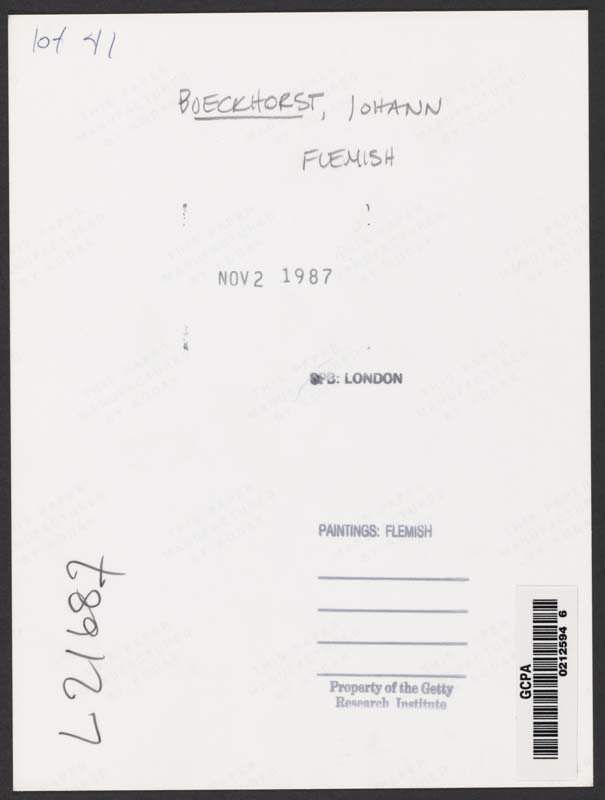 lot 41
BOECKHORST, JOHANN
FLEMISH
NOV 2 1987
SPB: LONDON
PAINTINGS: FLEMISH
L21687
Property of the Getty
Research Institute
GCPA
0212594 6
THIS PAPER
MANUFACTURED
BY KODAK